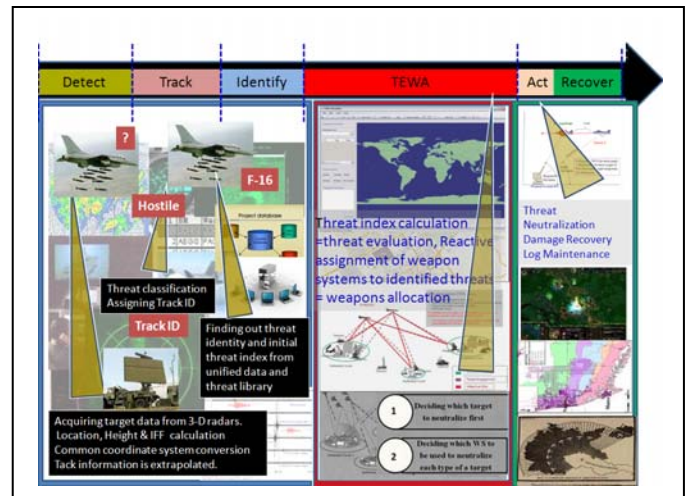 Detect
Track
Identify
TEWA
Act
Recover
?
Hostile
F-16
Project database
Threat classification
Assigning Track ID
Track ID
Finding out threat
identity and initial
threat index from
unified data and
threat library
Acquiring target data from 3-D radars.
Location, Height & IFF calculation
Common coordinate system conversion
Tack information is extrapolated.
Threat index calculation
=threat evaluation, Reactive
assignment of weapon
systems to identified threats
= weapons allocation
1
Deciding which target
to neutralize first
2
Deciding which WS to
be used to neutralize
each type of a target
Threat
Neutralization
Damage Recovery
Log Maintenance